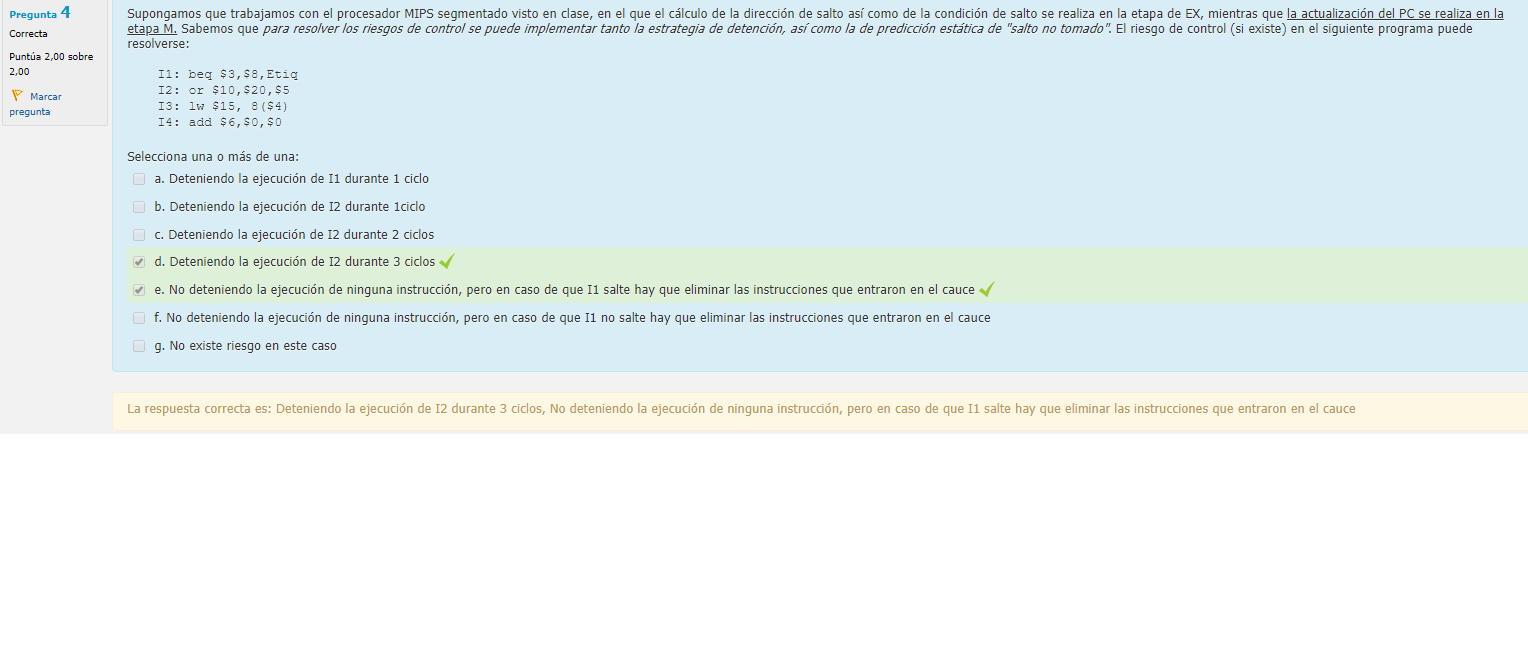 Pregunta 4
Correcta
Puntúa 2,00 sobre
2,00
Marcar
pregunta
Supongamos que trabajamos con el procesador MIPS segmentado visto en clase, en el que el cálculo de la dirección de salto así como de la condición de salto se realiza en la etapa de EX, mientras que la actualización del PC se realiza en la
etapa M. Sabemos que para resolver los riesgos de control se puede implementar tanto la estrategia de detención, así como la de predicción estática de "salto no tomado". El riesgo de control (si existe) en el siguiente programa puede
resolverse:
I1: beq $3,$8,Etiq
I2: or $10,$20,$5
I3: lw $15, 8($4)
I4: add $6,$0,$0
Selecciona una o más de una:
a. Deteniendo la ejecución de I1 durante 1 ciclo
b. Deteniendo la ejecución de I2 durante 1ciclo
c. Deteniendo la ejecución de I2 durante 2 ciclos
d. Deteniendo la ejecución de I2 durante 3 ciclos
e. No deteniendo la ejecución de ninguna instrucción, pero en caso de que I1 salte hay que eliminar las instrucciones que entraron en el cauce
f. No deteniendo la ejecución de ninguna instrucción, pero en caso de que I1 no salte hay que eliminar las instrucciones que entraron en el cauce
g. No existe riesgo en este caso
La respuesta correcta es: Deteniendo la ejecución de I2 durante 3 ciclos, No deteniendo la ejecución de ninguna instrucción, pero en caso de que I1 salte hay que eliminar las instrucciones que entraron en el cauce